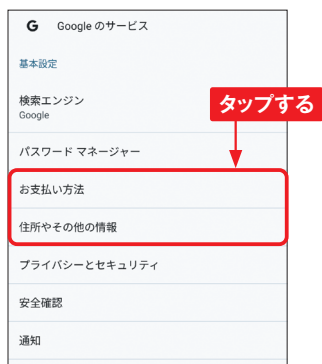 G Google のサービス
基本設定
検索エンジン
Google
タップする
パスワード マネージャー
お支払い方法
住所やその他の情報
プライバシーとセキュリティ
安全確認
通知